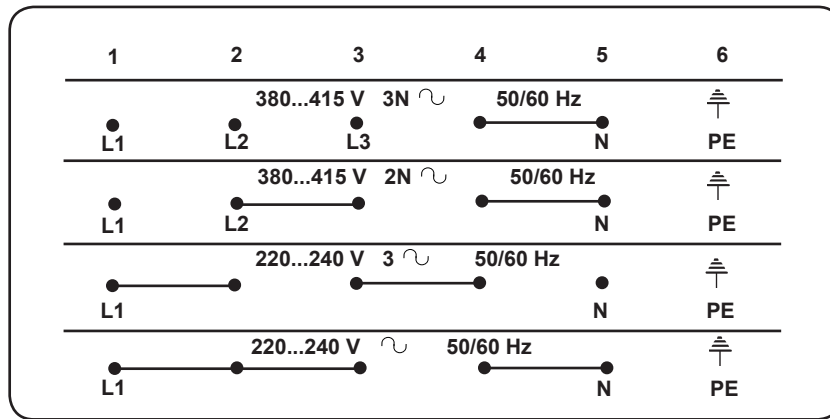 1 2 3 4 5 6
380...415 V 3N 50/60 Hz
L1 L2 L3 N PE
380...415 V 2N 50/60 Hz
L1 L2 N PE
220...240 V 3 50/60 Hz
L1 N PE
220...240 V 50/60 Hz
L1 N PE